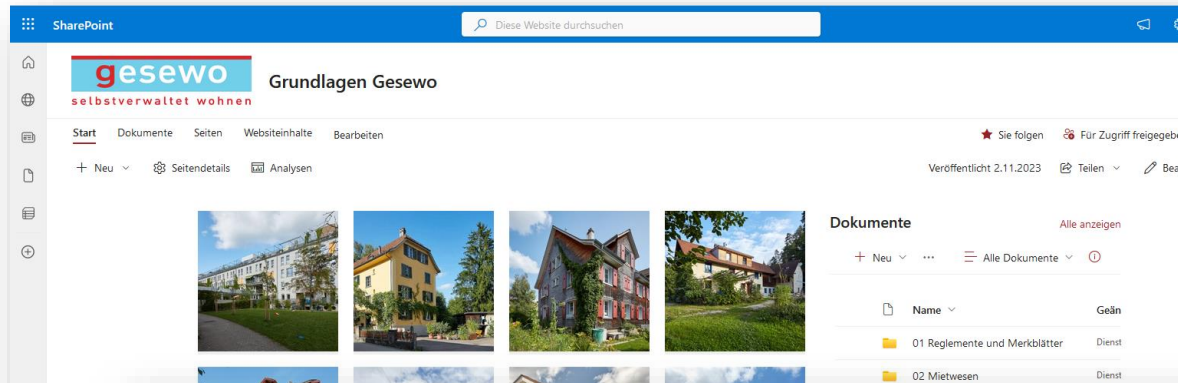 SharePoint
Diese Website durchsuchen
gesewo
selbstverwaltet wohnen
Grundlagen Gesewo
Start Dokumente Seiten Websiteinhalte Bearbeiten
Sie folgen Für Zugriff freigegebe
+ Neu Seitendetails Analysen
Veröffentlicht 2.11.2023 Teilen Bea
Dokumente Alle anzeigen
+ Neu ... Alle Dokumente
Name Geän
01 Reglemente und Merkblätter Dienst
02 Mietwesen Dienst